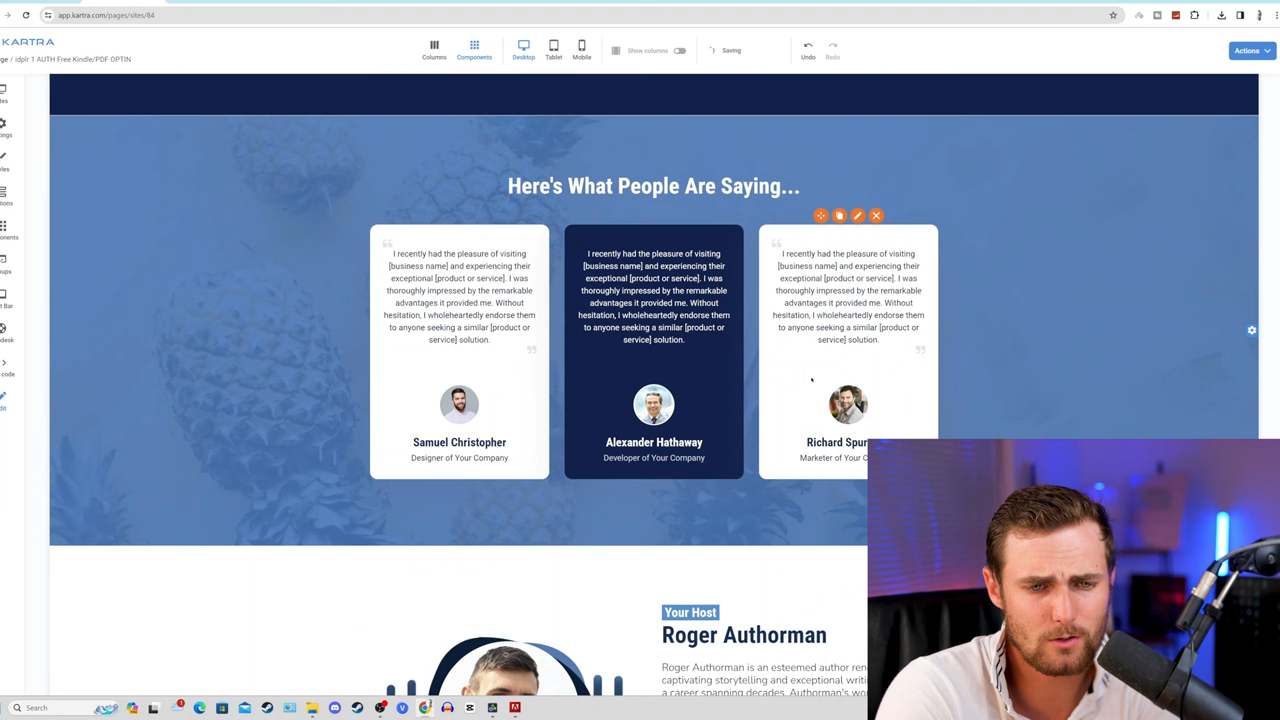 app.kartra.com/pages/sites/84
KARTRA
ge / idplr 1 AUTH Free Kindle/PDF OPTIN
Columns
Components
Desktop
Tablet
Mobile
Show columns
Saving
Undo
Redo
Actions
Here's What People Are Saying...
I recently had the pleasure of visiting
[business name] and experiencing their
exceptional [product or service]. I was
thoroughly impressed by the remarkable
advantages it provided me. Without
hesitation, I wholeheartedly endorse them
to anyone seeking a similar [product or
service] solution.
Samuel Christopher
Designer of Your Company
I recently had the pleasure of visiting
[business name] and experiencing their
exceptional [product or service]. I was
thoroughly impressed by the remarkable
advantages it provided me. Without
hesitation, I wholeheartedly endorse them
to anyone seeking a similar [product or
service] solution.
Alexander Hathaway
Developer of Your Company
I recently had the pleasure of visiting
[business name] and experiencing their
exceptional [product or service]. I was
thoroughly impressed by the remarkable
advantages it provided me. Without
hesitation, I wholeheartedly endorse them
to anyone seeking a similar [product or
service] solution.
Richard Spur
Marketer of Your C
Your Host
Roger Authorman
Roger Authorman is an esteemed author ren
captivating storytelling and exceptional writi
a career spanning decades, Authorman's wo
Search